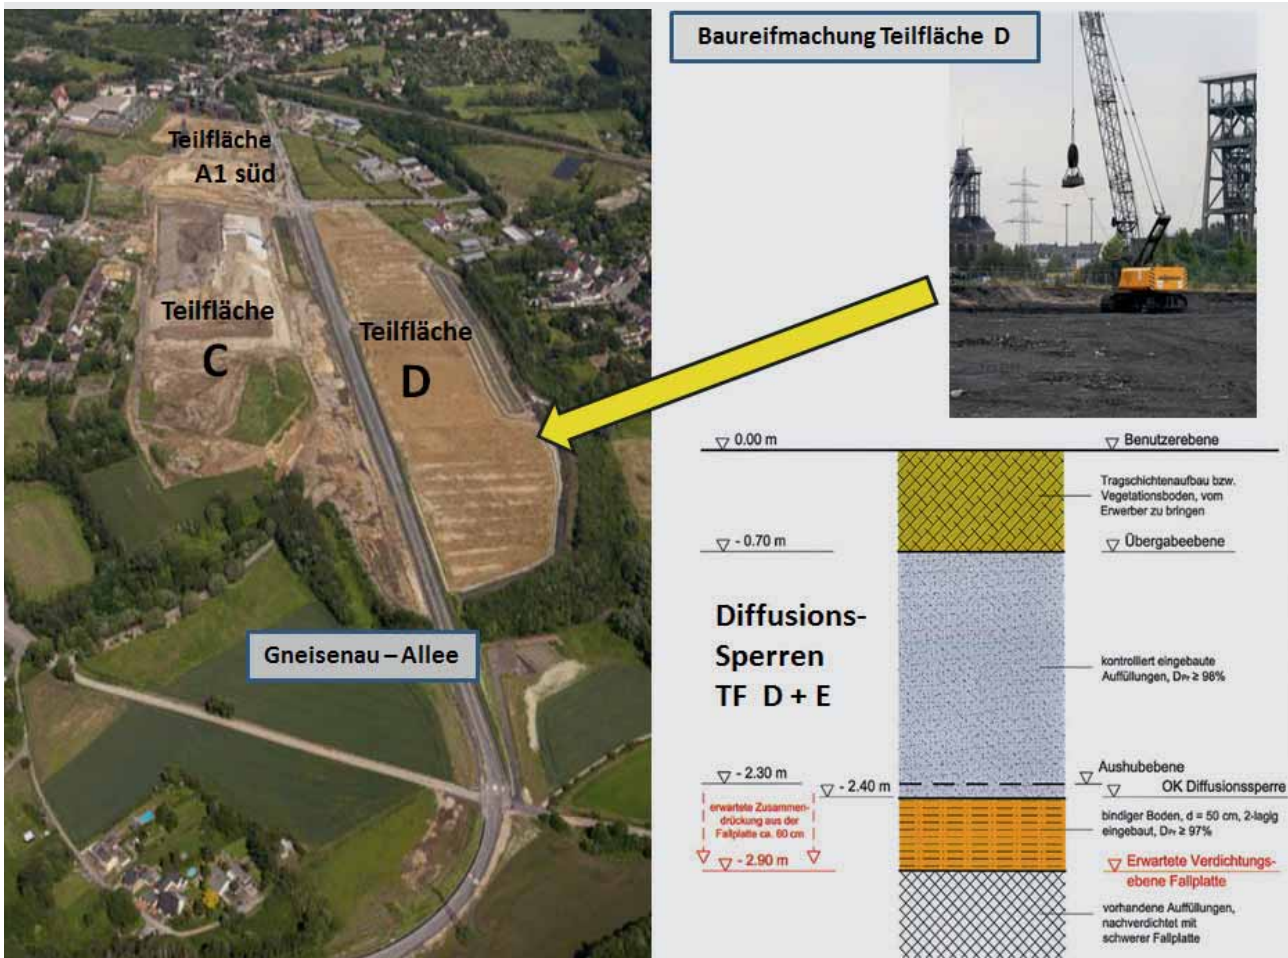 Baureifmachung Teilfläche D
Teilfläche
A1 süd
Teilfläche
C
Teilfläche
D
Gneisenau – Allee
0.00 m
Benutzerebene
Tragschichtenaufbau bzw.
Vegetationsboden, vom
Erwerber zu bringen
- 0.70 m
Übergabeebene
Diffusions-
Sperren
TF D + E
kontrolliert eingebaute
Auffüllungen, DPr ≥ 98%
- 2.30 m
Aushubebene
- 2.40 m
OK Diffusionssperre
erwartete Zusammen-
drückung aus der
Fallplatte ca. 60 cm
bindiger Boden, d = 50 cm, 2-lagig
eingebaut, DPr ≥ 97%
- 2.90 m
Erwartete Verdichtungs-
ebene Fallplatte
vorhandene Auffüllungen,
nachverdichtet mit
schwerer Fallplatte